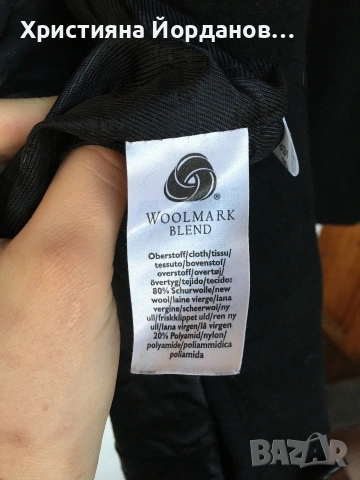 Християна Йорданов...
WOOLMARK
BLEND
Oberstoff/cloth/tissu/
tessuto/bovenstof/
overstoff/overtøj/
övertyg/tejido/tecido:
80% Schurwolle/new
wool/laine vierge/lana
vergine/scheerwol/ny
ull/friskklippet uld/ren ny
ull/lana virgen/lã virgen
20% Polyamid/nylon/
polyamide/poliammidica
poliamida
BAZAR